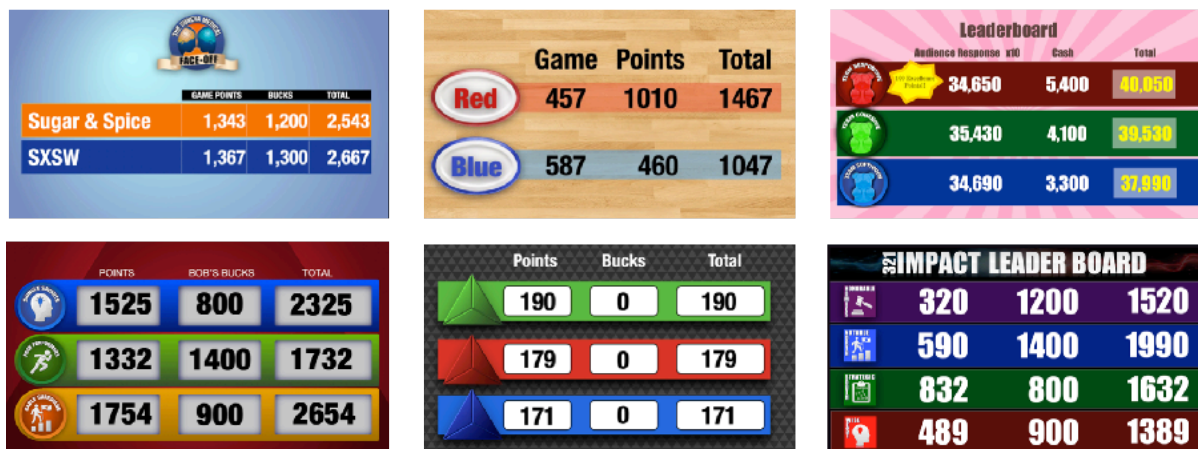 FACE-OFF
GAME POINTS BUCKS TOTAL
Sugar & Spice 1,343 1,200 2,543
SXSW 1,367 1,300 2,667
Game Points Total
Red 457 1010 1467
Blue 587 460 1047
Leaderboard
Audience Response x10 Cash Total
34,650 5,400 40,050
35,430 4,100 39,530
34,690 3,300 37,990
POINTS BOB'S BUCKS TOTAL
1525 800 2325
1332 1400 1732
1754 900 2654
Points Bucks Total
190 0 190
179 0 179
171 0 171
321 IMPACT LEADER BOARD
320 1200 1520
590 1400 1990
832 800 1632
489 900 1389